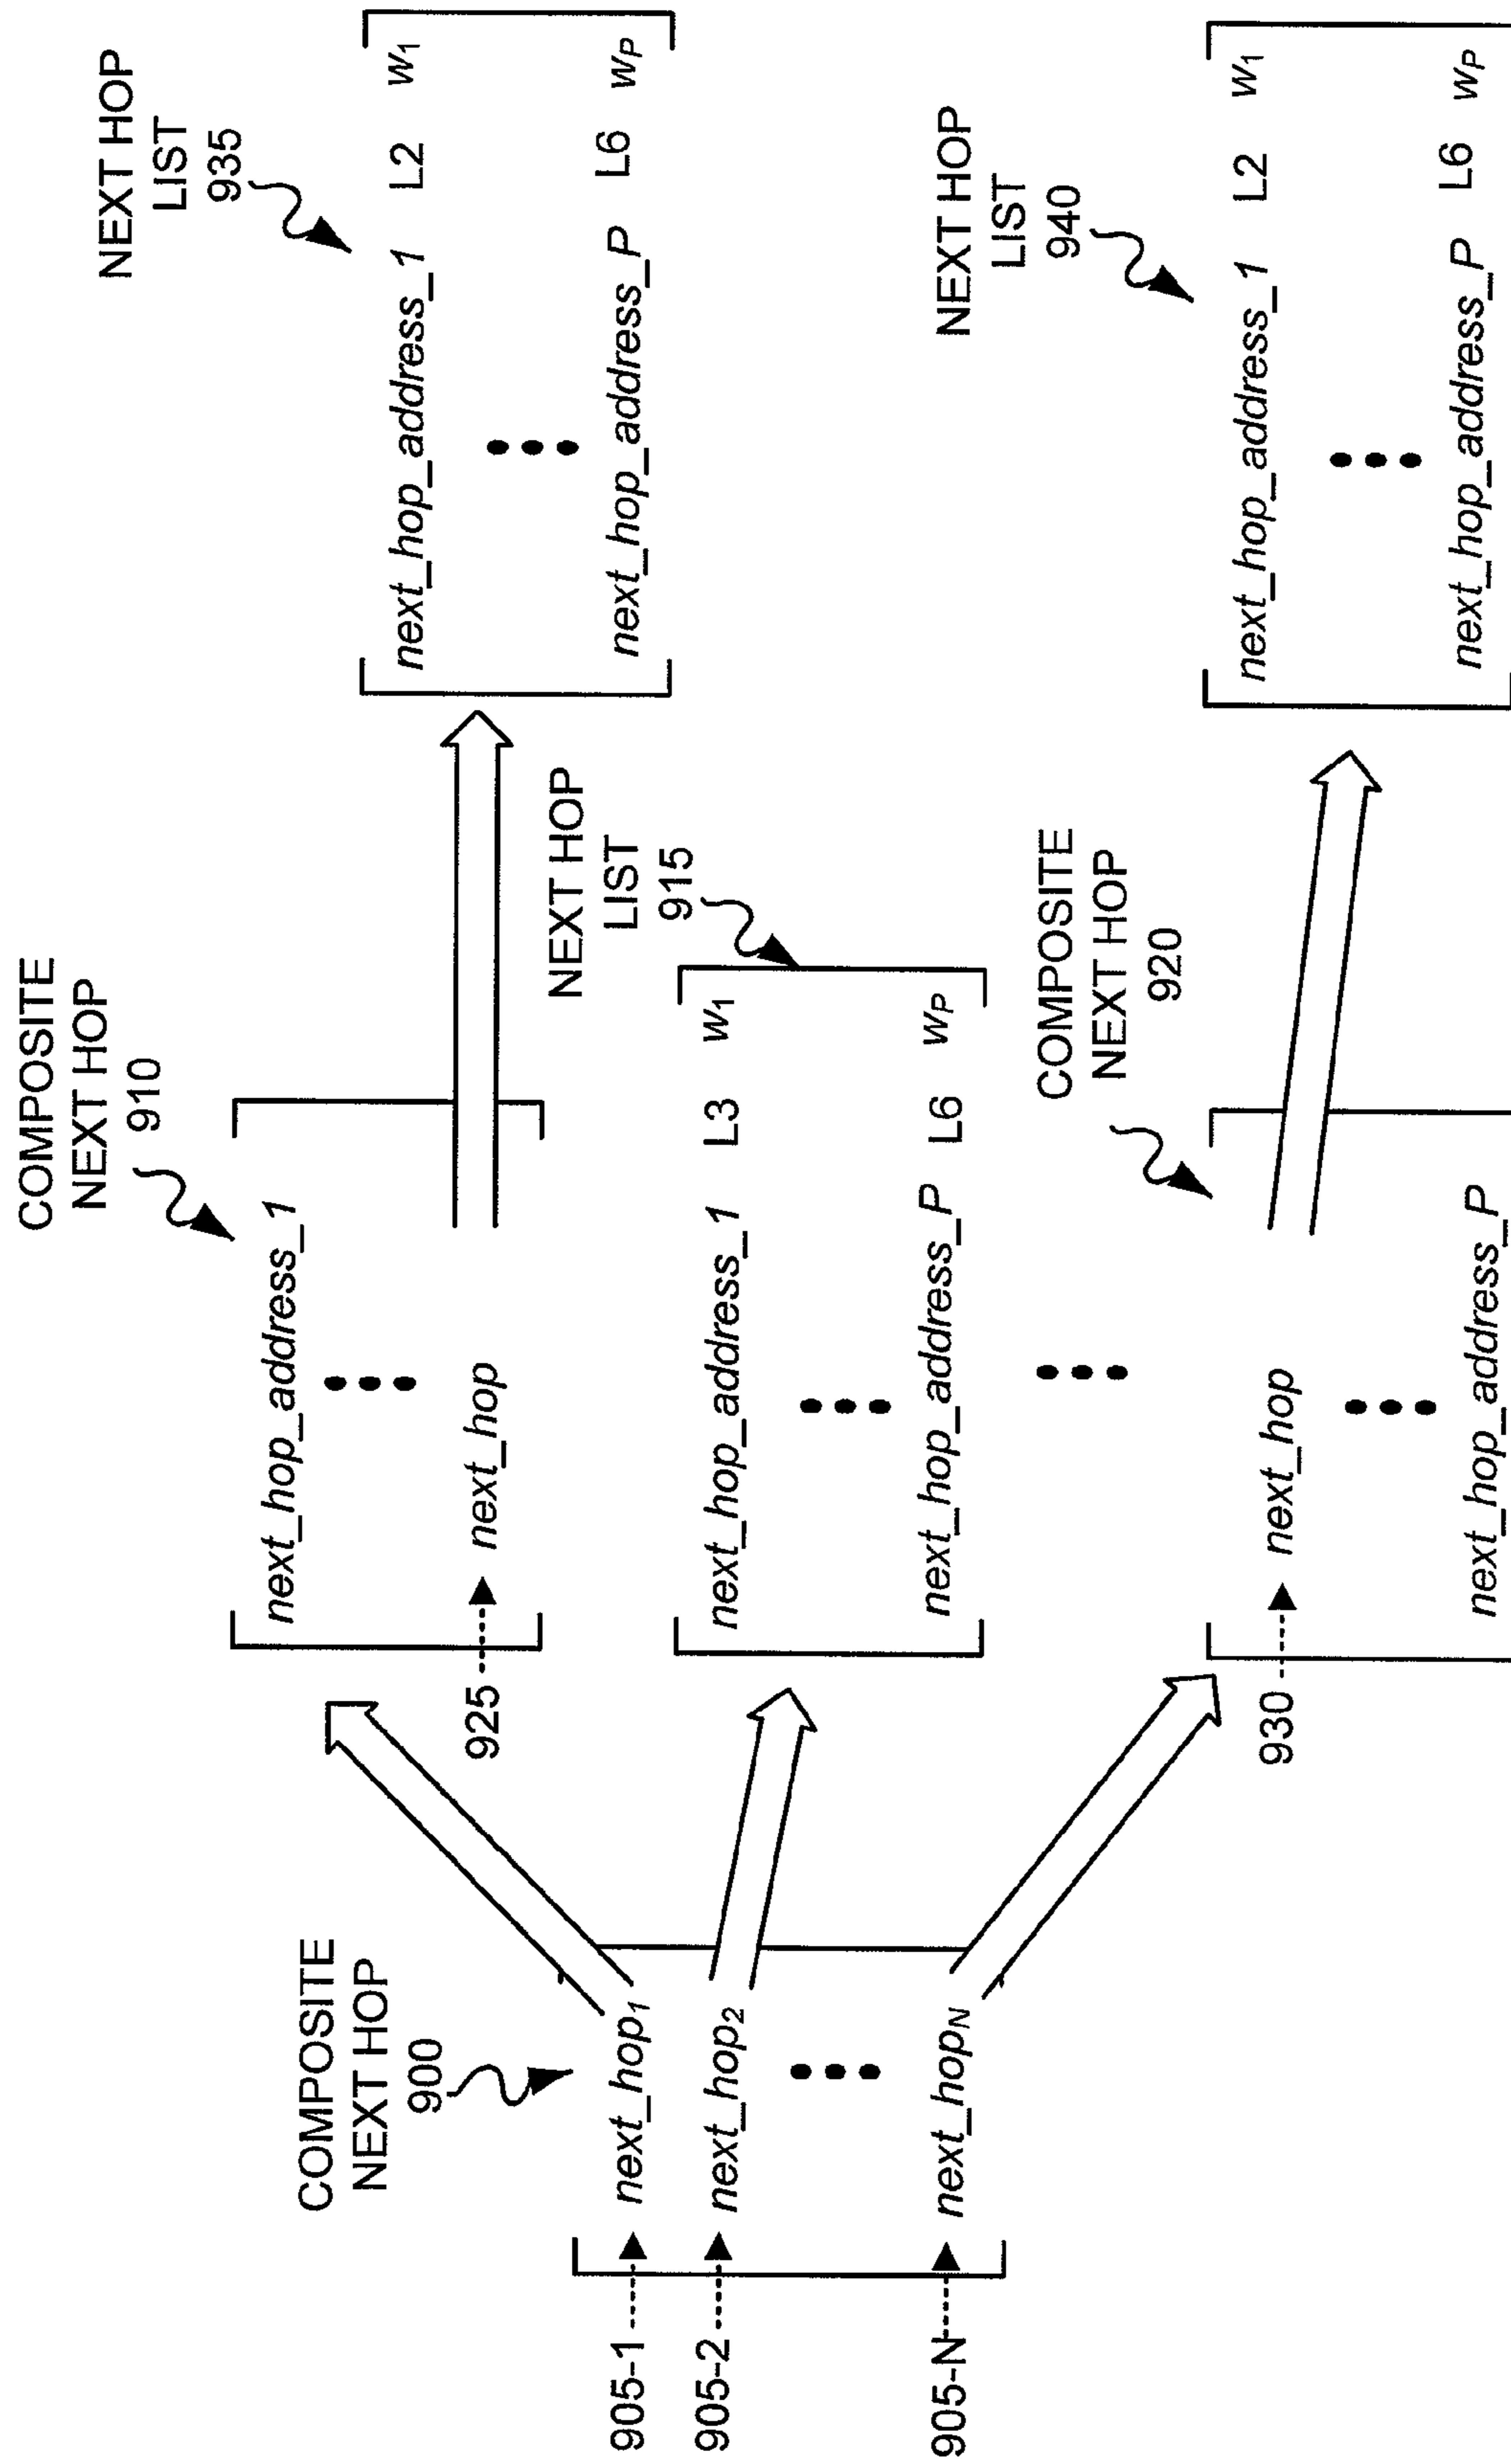 COMPOSITE
NEXT HOP
900
905-1
next_hop1
905-2
next_hop2
905-N
next_hopN
COMPOSITE
NEXT HOP
910
next_hop_address_1
925
next_hop
NEXT HOP
LIST
915
next_hop_address_1 L3 w1
next_hop_address_P L6 wP
COMPOSITE
NEXT HOP
920
930
next_hop
next_hop_address_P
NEXT HOP
LIST
935
next_hop_address_1 L2 w1
next_hop_address_P L6 wP
NEXT HOP
LIST
940
next_hop_address_1 L2 w1
next_hop_address_P L6 wP